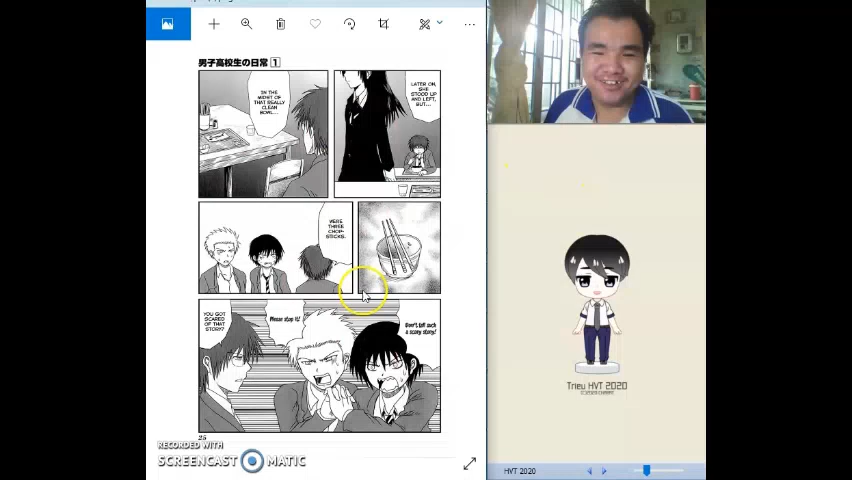 男子高校生の日常 1
IN THE
MIDST OF
THAT REALLY
CLEAN
BOWL...
LATER ON,
SHE
STOOD UP
AND LEFT,
BUT...
WERE
THREE
CHOP-
STICKS.
YOU GOT
SCARED
OF THAT
STORY?
Please stop it!
Don't tell such
a scary story!
25
RECORDED WITH
SCREENCAST MATIC
Trieu HVT 2020
HVT 2020